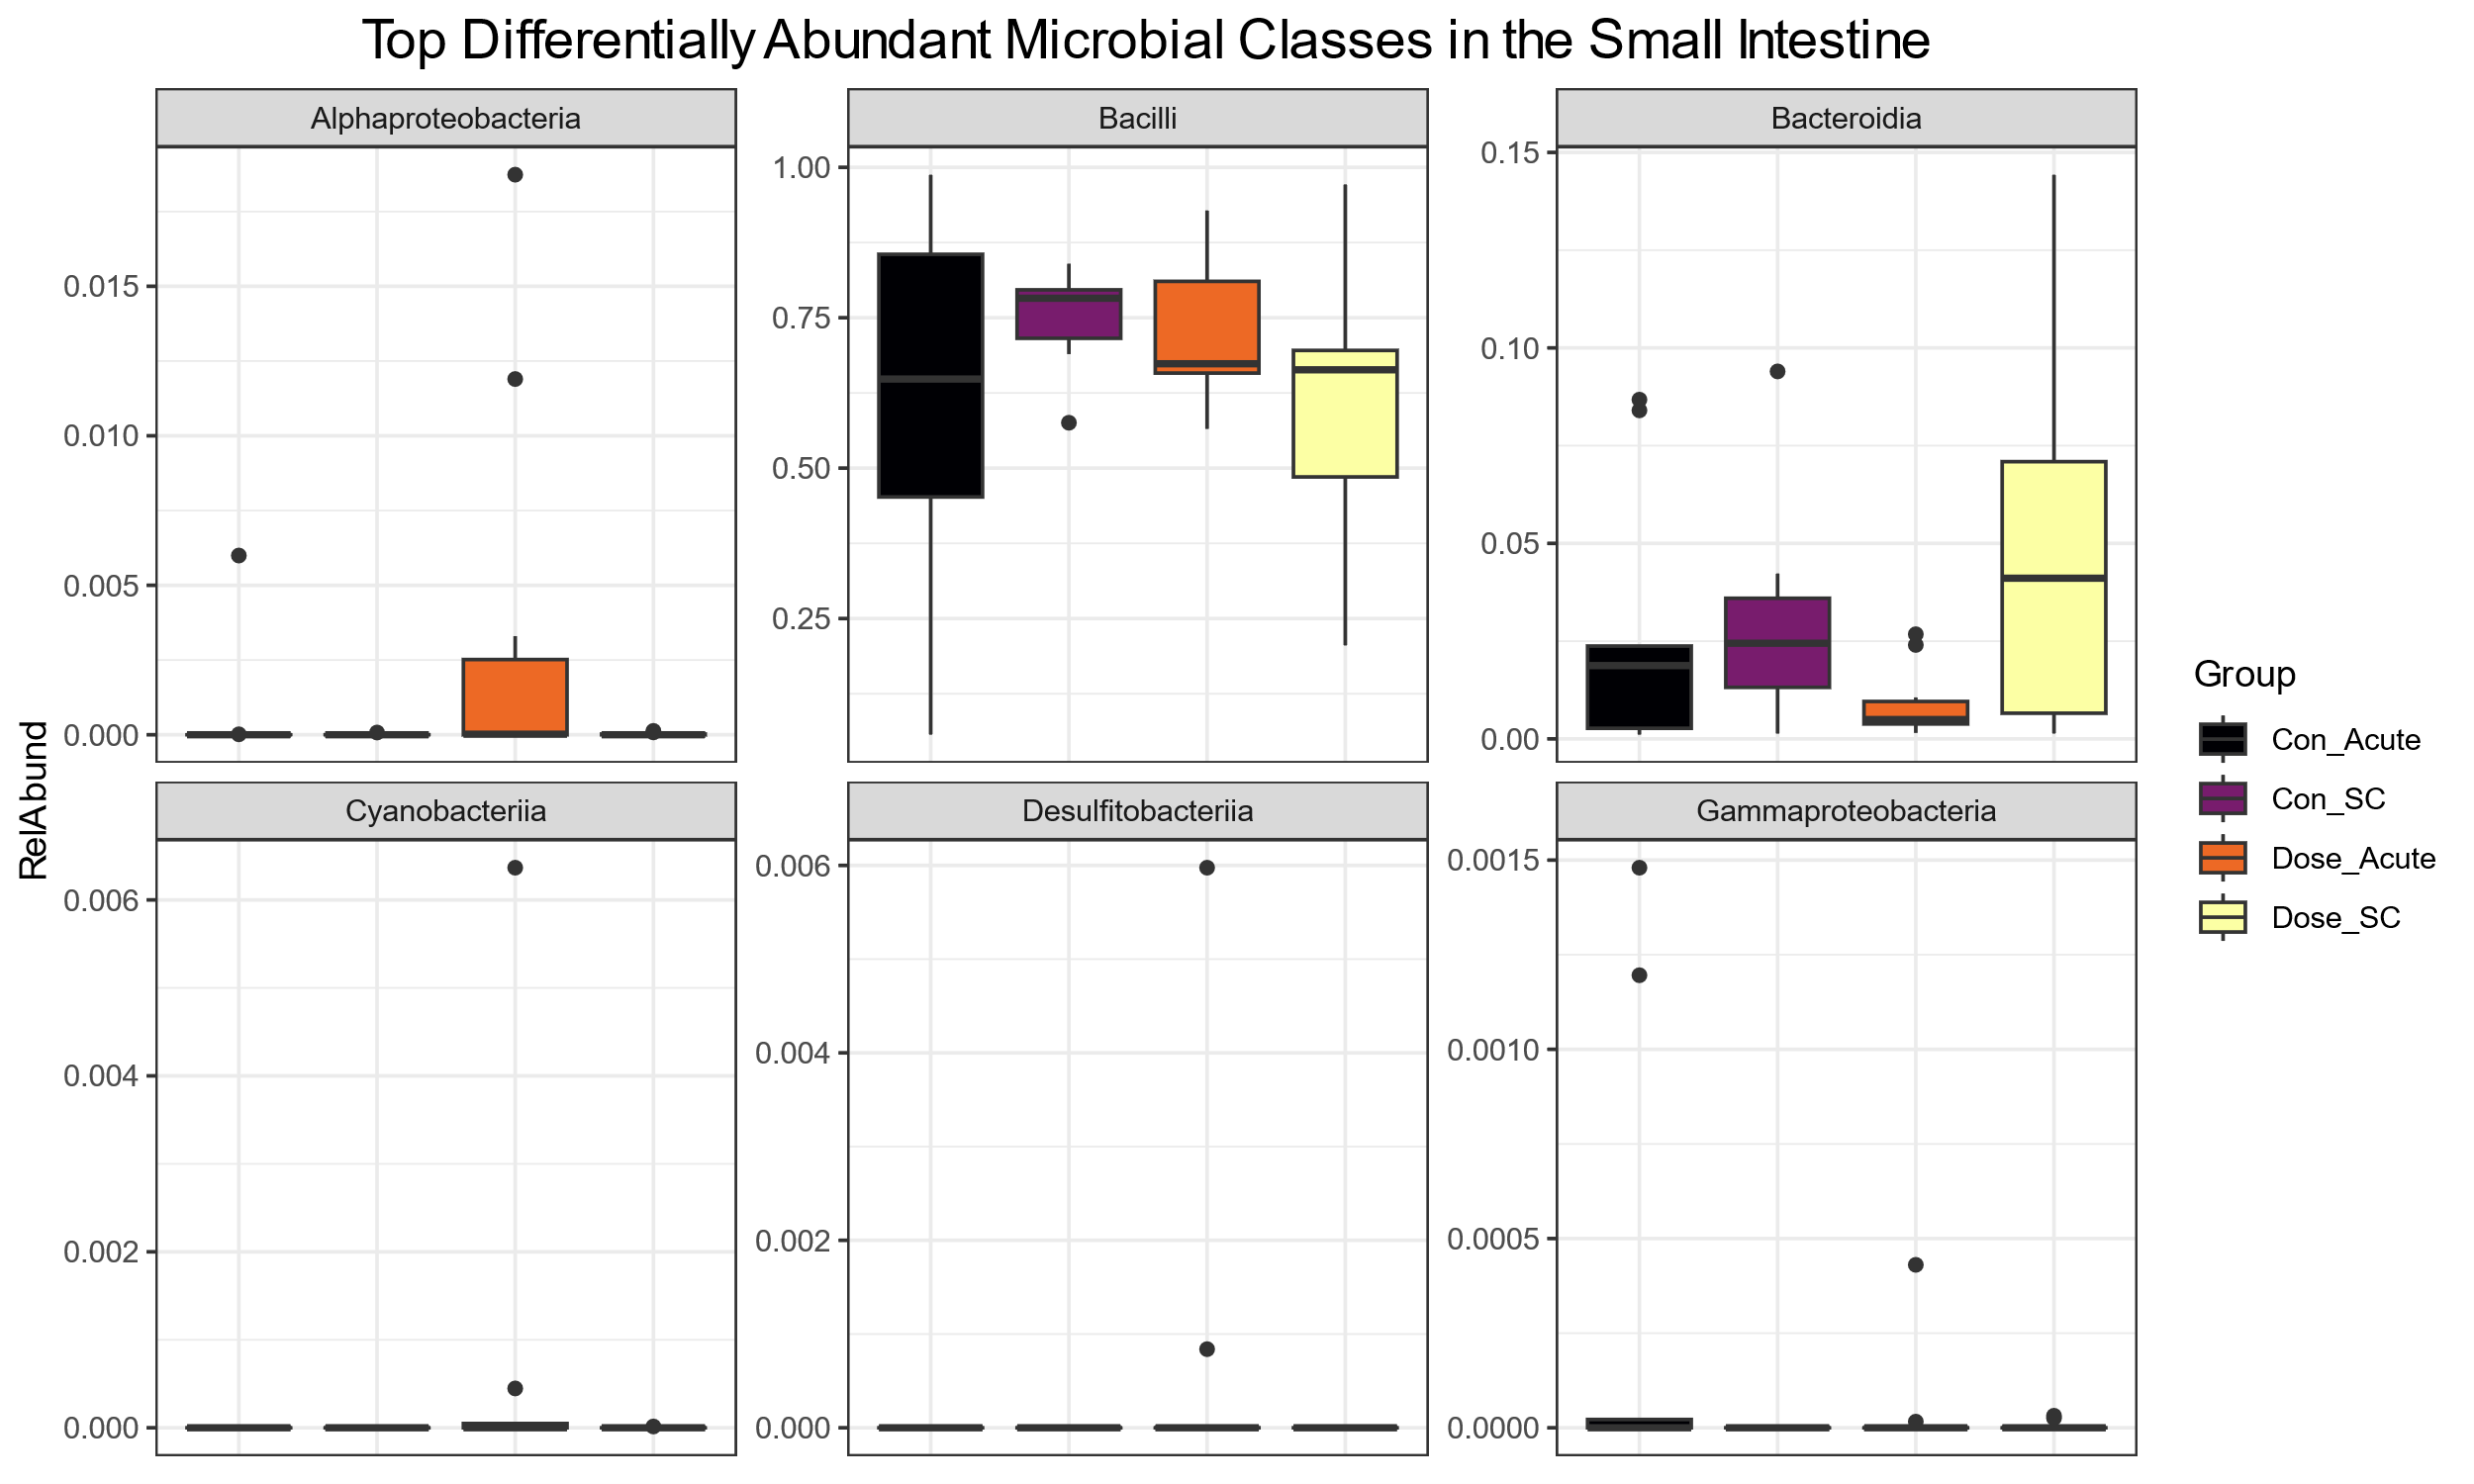 Top Differentially Abundant Microbial Classes in the Small Intestine
Alphaproteobacteria
Bacilli
Bacteroidia
0.015
0.010
0.005
0.000
1.00
0.75
0.50
0.25
0.15
0.10
0.05
0.00
Cyanobacteriia
Desulfitobacteriia
Gammaproteobacteria
0.006
0.004
0.002
0.000
0.006
0.004
0.002
0.000
0.0015
0.0010
0.0005
0.0000
RelAbund
Group
Con_Acute
Con_SC
Dose_Acute
Dose_SC